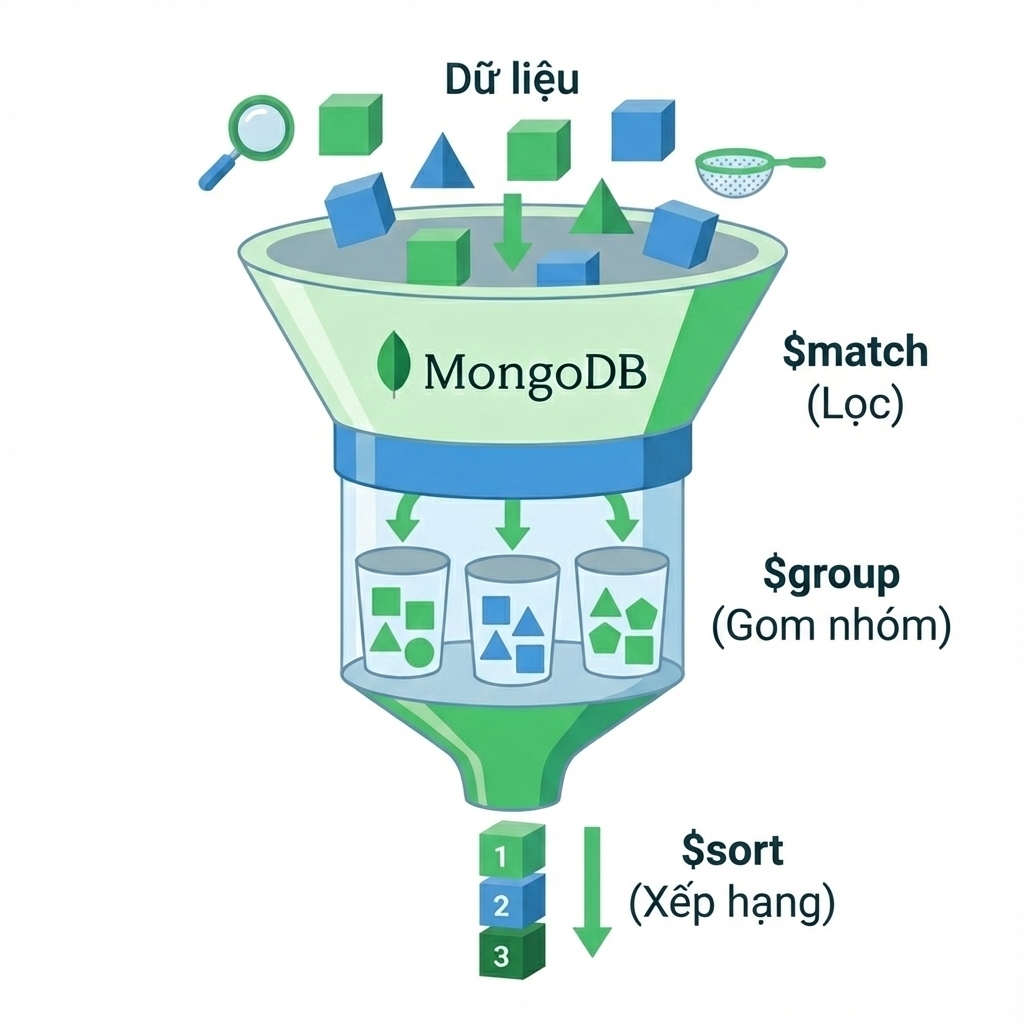 Dữ liệu
MongoDB
$match
(Lọc)
$group
(Gom nhóm)
1
2
3
$sort
(Xếp hạng)